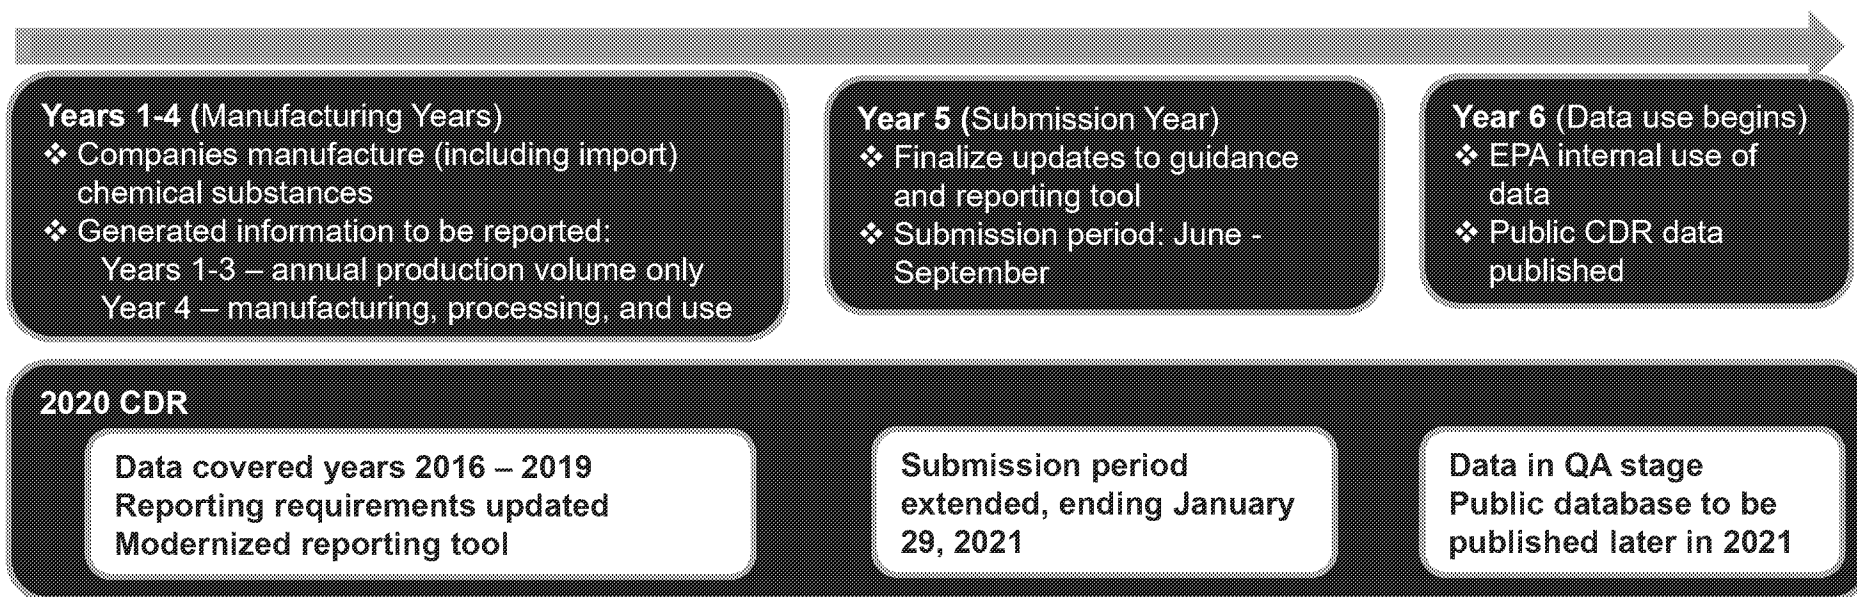 Years 1-4 (Manufacturing Years)
❖ Companies manufacture (including import)
chemical substances
❖ Generated information to be reported:
Years 1-3 – annual production volume only
Year 4 – manufacturing, processing, and use
Year 5 (Submission Year)
❖ Finalize updates to guidance
and reporting tool
❖ Submission period: June -
September
Year 6 (Data use begins)
❖ EPA internal use of
data
❖ Public CDR data
published
2020 CDR
Data covered years 2016 – 2019
Reporting requirements updated
Modernized reporting tool
Submission period
extended, ending January
29, 2021
Data in QA stage
Public database to be
published later in 2021